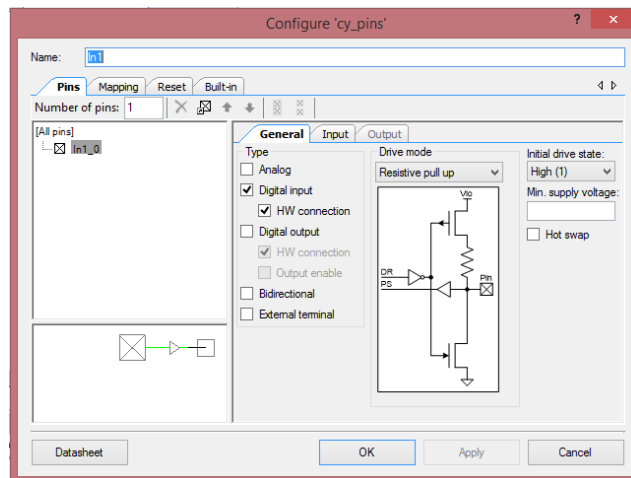 Configure 'cy_pins'
?
Name: In1
Pins Mapping Reset Built-in
Number of pins: 1
[All pins]
In1_0
General Input Output
Type
Analog
Digital input
HW connection
Digital output
HW connection
Output enable
Bidirectional
External terminal
Drive mode
Resistive pull up
Vio
DR
PS
Pin
Initial drive state:
High (1)
Min. supply voltage:
Hot swap
Datasheet OK Apply Cancel